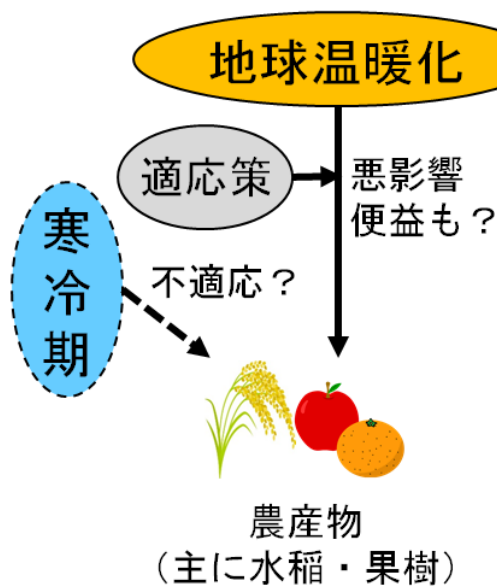 地球温暖化
適応策
悪影響
便益も？
寒冷期
不適応？
農産物
（主に水稲・果樹）